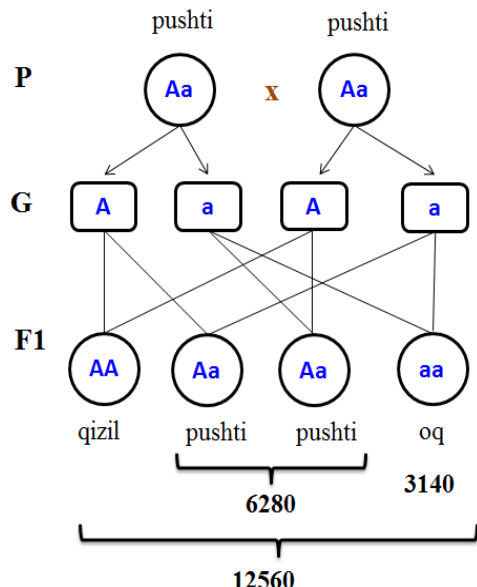 pushti pushti
P Aa x Aa
G A a A a
F1 AA Aa Aa aa
qizil pushti pushti oq
6280 3140
12560